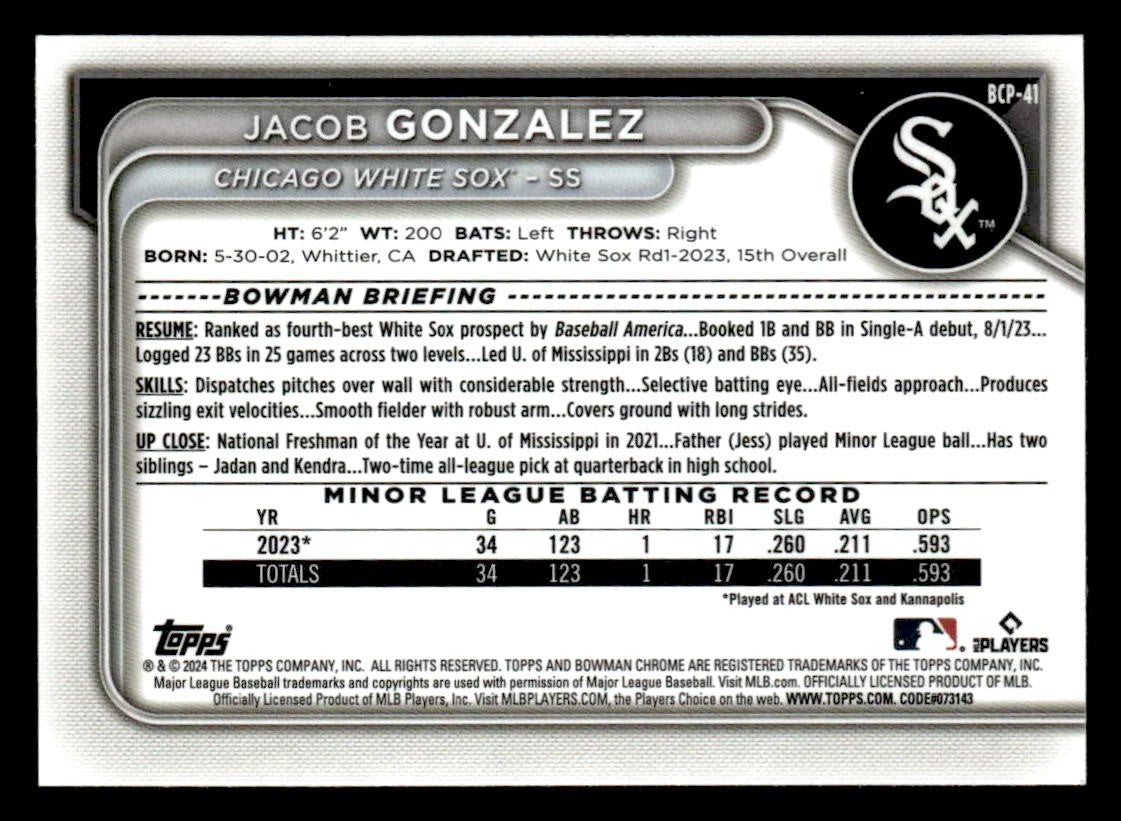 BCP-41
JACOB GONZALEZ
CHICAGO WHITE SOX - SS
Sox™
HT: 6'2" WT: 200 BATS: Left THROWS: Right
BORN: 5-30-02, Whittier, CA DRAFTED: White Sox Rd1-2023, 15th Overall
-------BOWMAN BRIEFING --------------------------------------------
RESUME: Ranked as fourth-best White Sox prospect by Baseball America...Booked 1B and BB in Single-A debut, 8/1/23...
Logged 23 BBs in 25 games across two levels...Led U. of Mississippi in 2Bs (18) and BBs (35).
SKILLS: Dispatches pitches over wall with considerable strength...Selective batting eye...All-fields approach...Produces
sizzling exit velocities...Smooth fielder with robust arm...Covers ground with long strides.
UP CLOSE: National Freshman of the Year at U. of Mississippi in 2021...Father (Jess) played Minor League ball...Has two
siblings – Jadan and Kendra...Two-time all-league pick at quarterback in high school.
MINOR LEAGUE BATTING RECORD
YR G AB HR RBI SLG AVG OPS
2023* 34 123 1 17 .260 .211 .593
TOTALS 34 123 1 17 .260 .211 .593
*Played at ACL White Sox and Kannapolis
Topps®
MLB PLAYERS
® & © 2024 THE TOPPS COMPANY, INC. ALL RIGHTS RESERVED. TOPPS AND BOWMAN CHROME ARE REGISTERED TRADEMARKS OF THE TOPPS COMPANY, INC.
Major League Baseball trademarks and copyrights are used with permission of Major League Baseball. Visit MLB.com. OFFICIALLY LICENSED PRODUCT OF MLB.
Officially Licensed Product of MLB Players, Inc. Visit MLBPLAYERS.COM, the Players Choice on the web. WWW.TOPPS.COM. CODE#073143